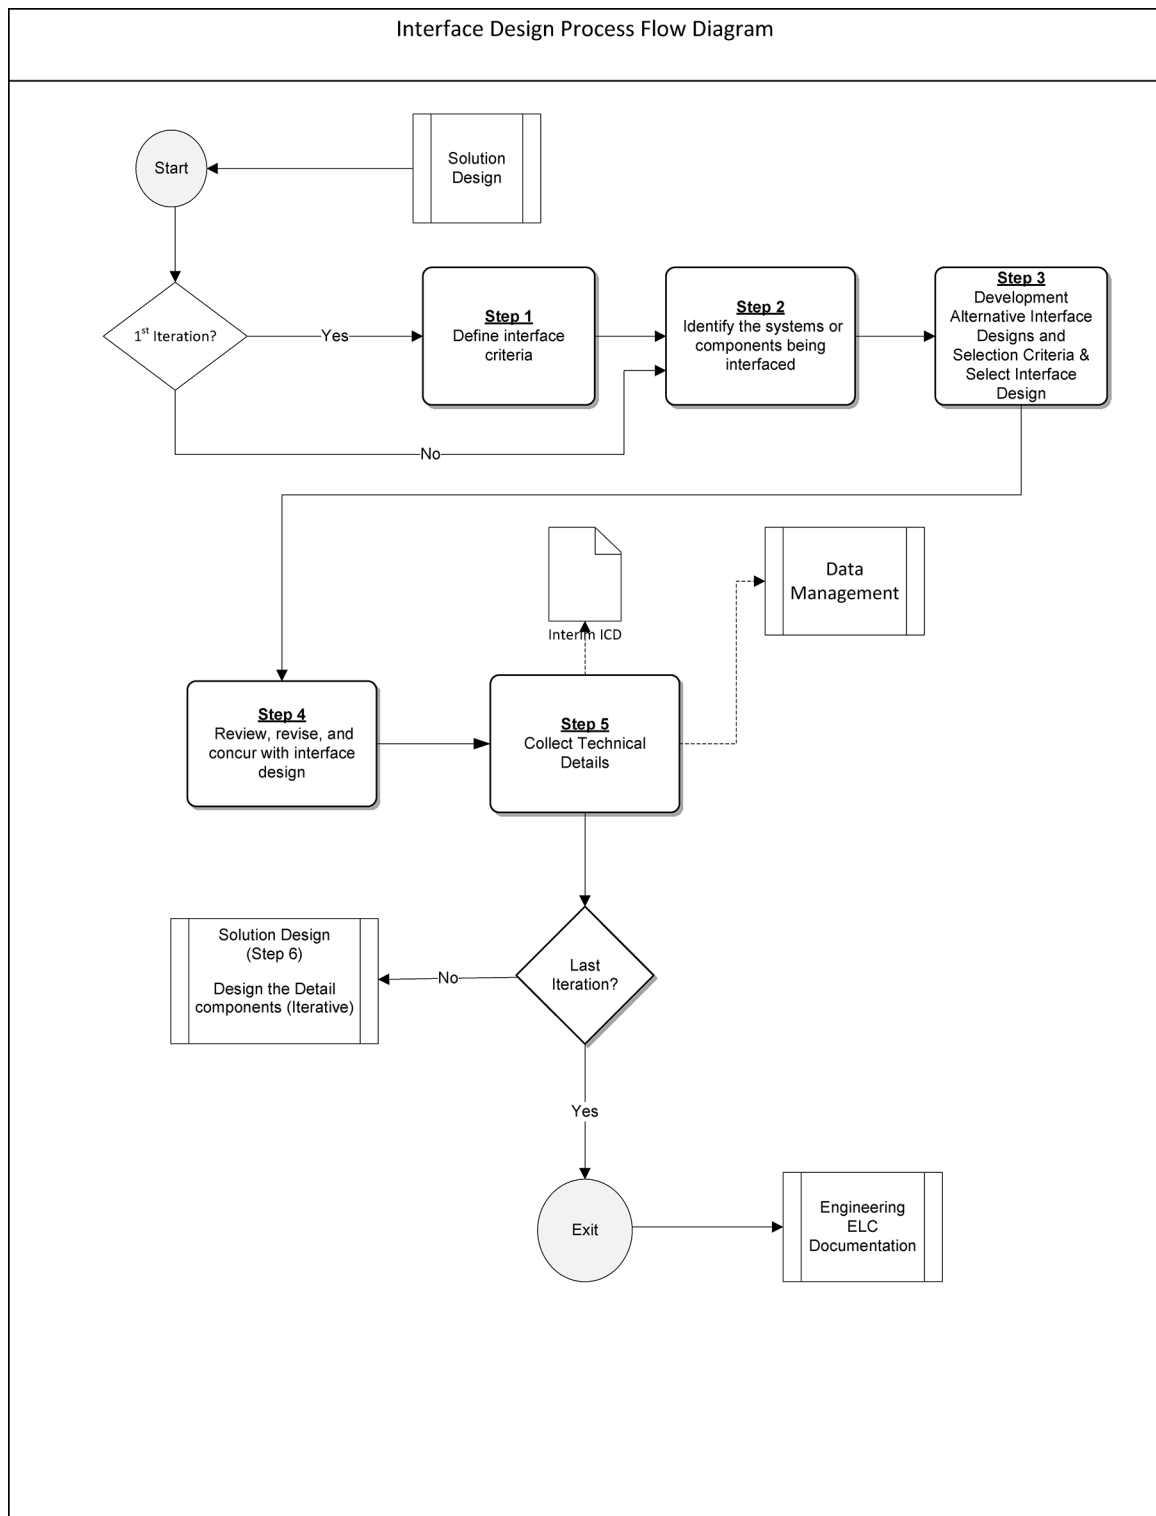 Interface Design Process Flow Diagram
Start
Solution
Design
1st Iteration?
Yes
Step 1
Define interface
criteria
Step 2
Identify the systems or
components being
interfaced
Step 3
Development
Alternative Interface
Designs and
Selection Criteria &
Select Interface
Design
No
Interim ICD
Data
Management
Step 4
Review, revise, and
concur with interface
design
Step 5
Collect Technical
Details
Solution Design
(Step 6)
Design the Detail
components (Iterative)
No
Last
Iteration?
Yes
Exit
Engineering
ELC
Documentation